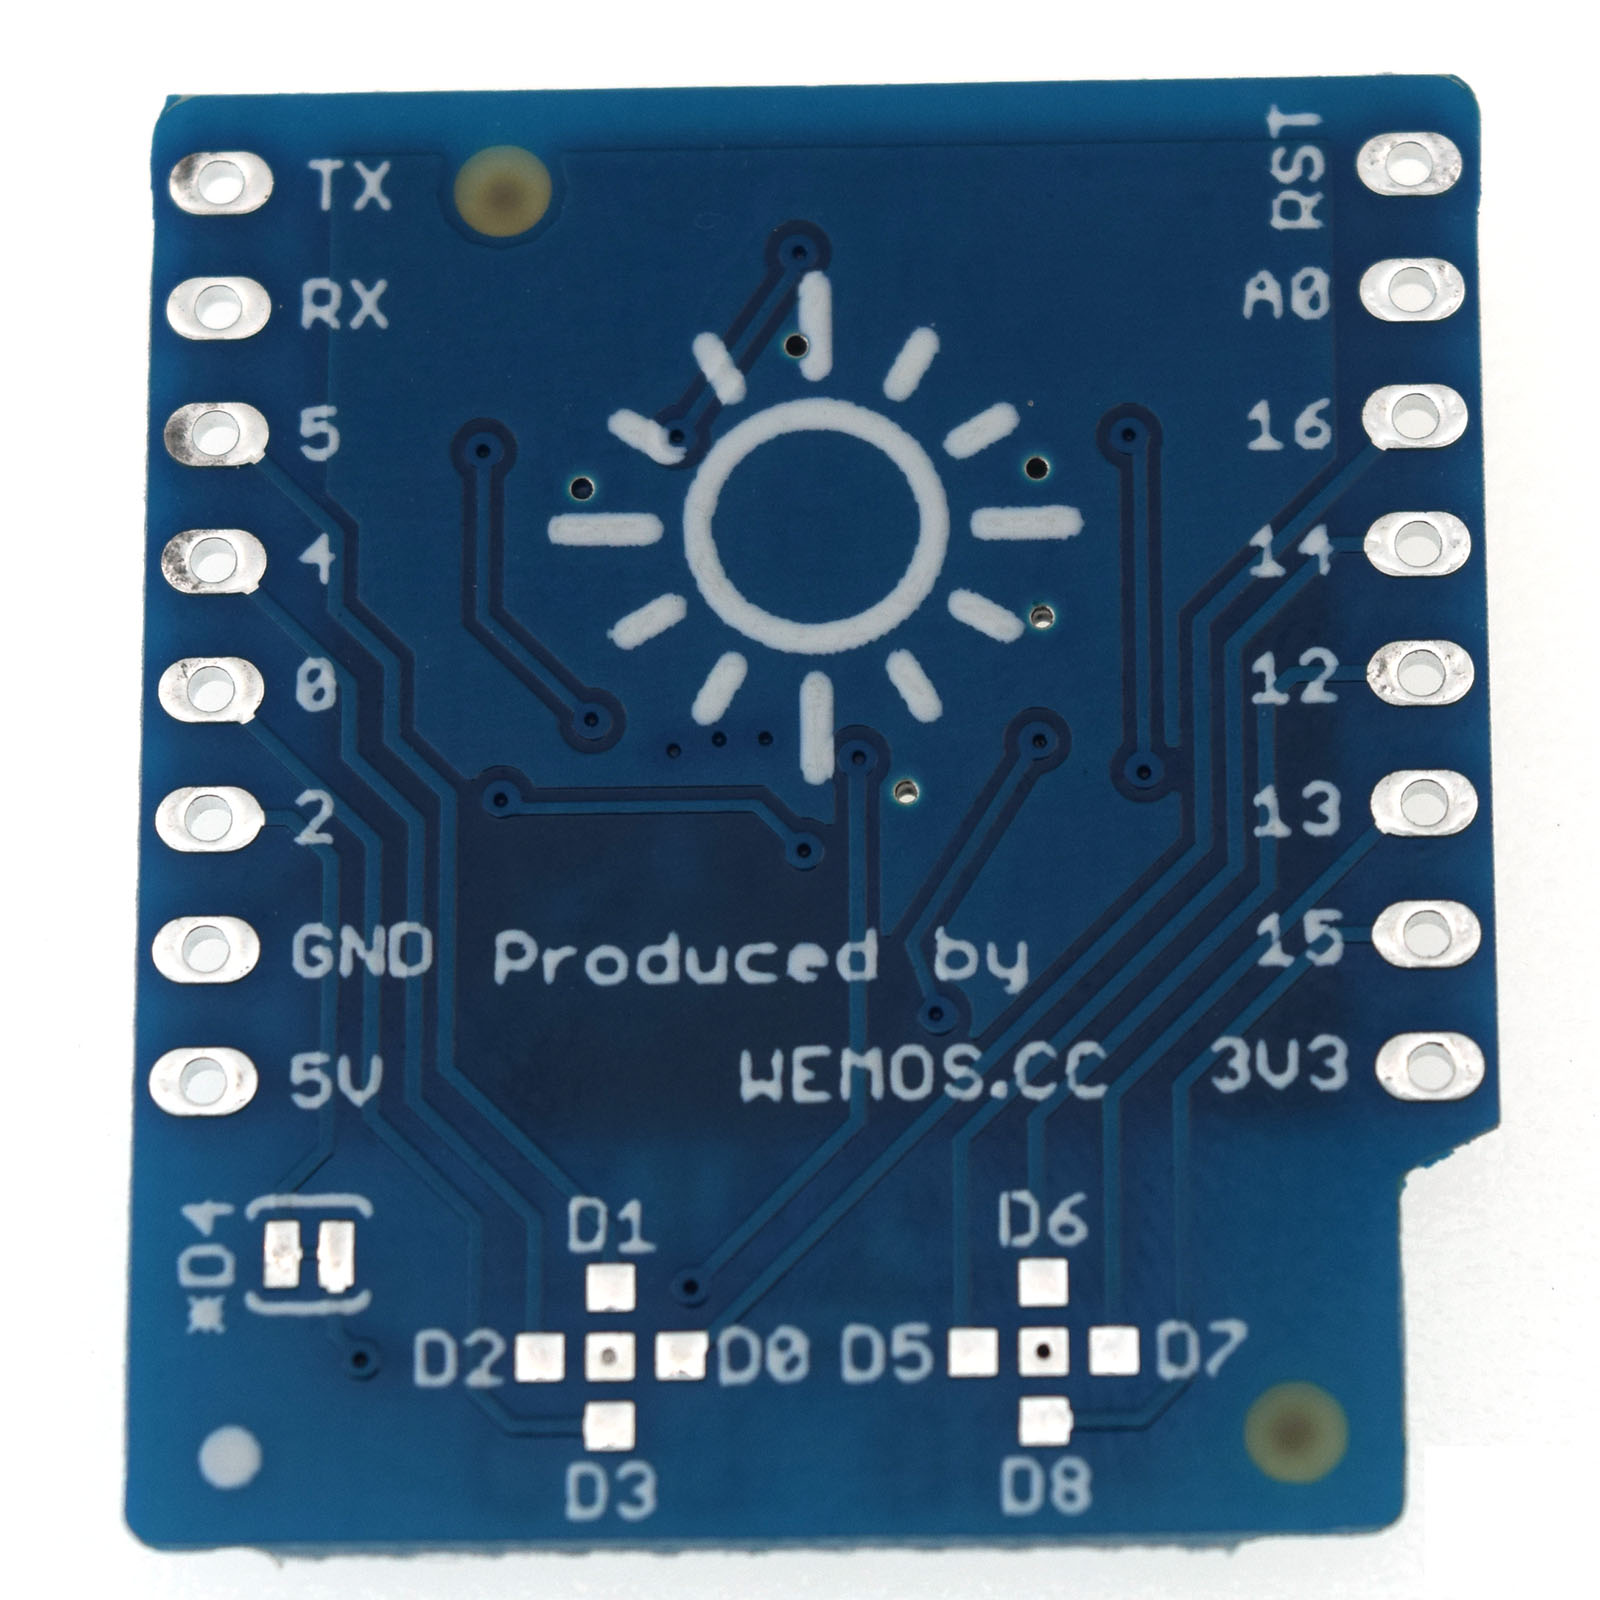 TX
RST
RX
A0
5
16
4
14
0
12
2
13
GND
Produced by
15
5V
WEMOS.CC
3V3
*D4
D1
D6
D2
D0
D5
D7
D3
D8